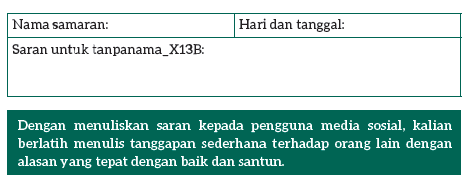 Nama samaran: Hari dan tanggal:
Saran untuk tanpanama_X13B:
Dengan menuliskan saran kepada pengguna media sosial, kalian
berlatih menulis tanggapan sederhana terhadap orang lain dengan
alasan yang tepat dengan baik dan santun.